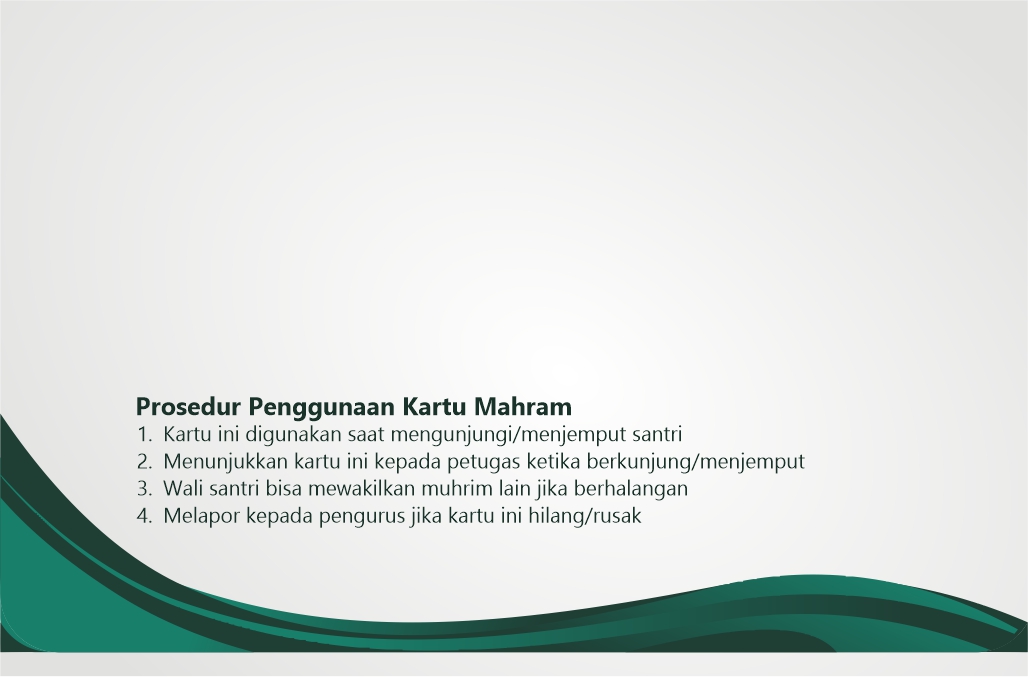 Prosedur Penggunaan Kartu Mahram
1. Kartu ini digunakan saat mengunjungi/menjemput santri
2. Menunjukkan kartu ini kepada petugas ketika berkunjung/menjemput
3. Wali santri bisa mewakilkan muhrim lain jika berhalangan
4. Melapor kepada pengurus jika kartu ini hilang/rusak